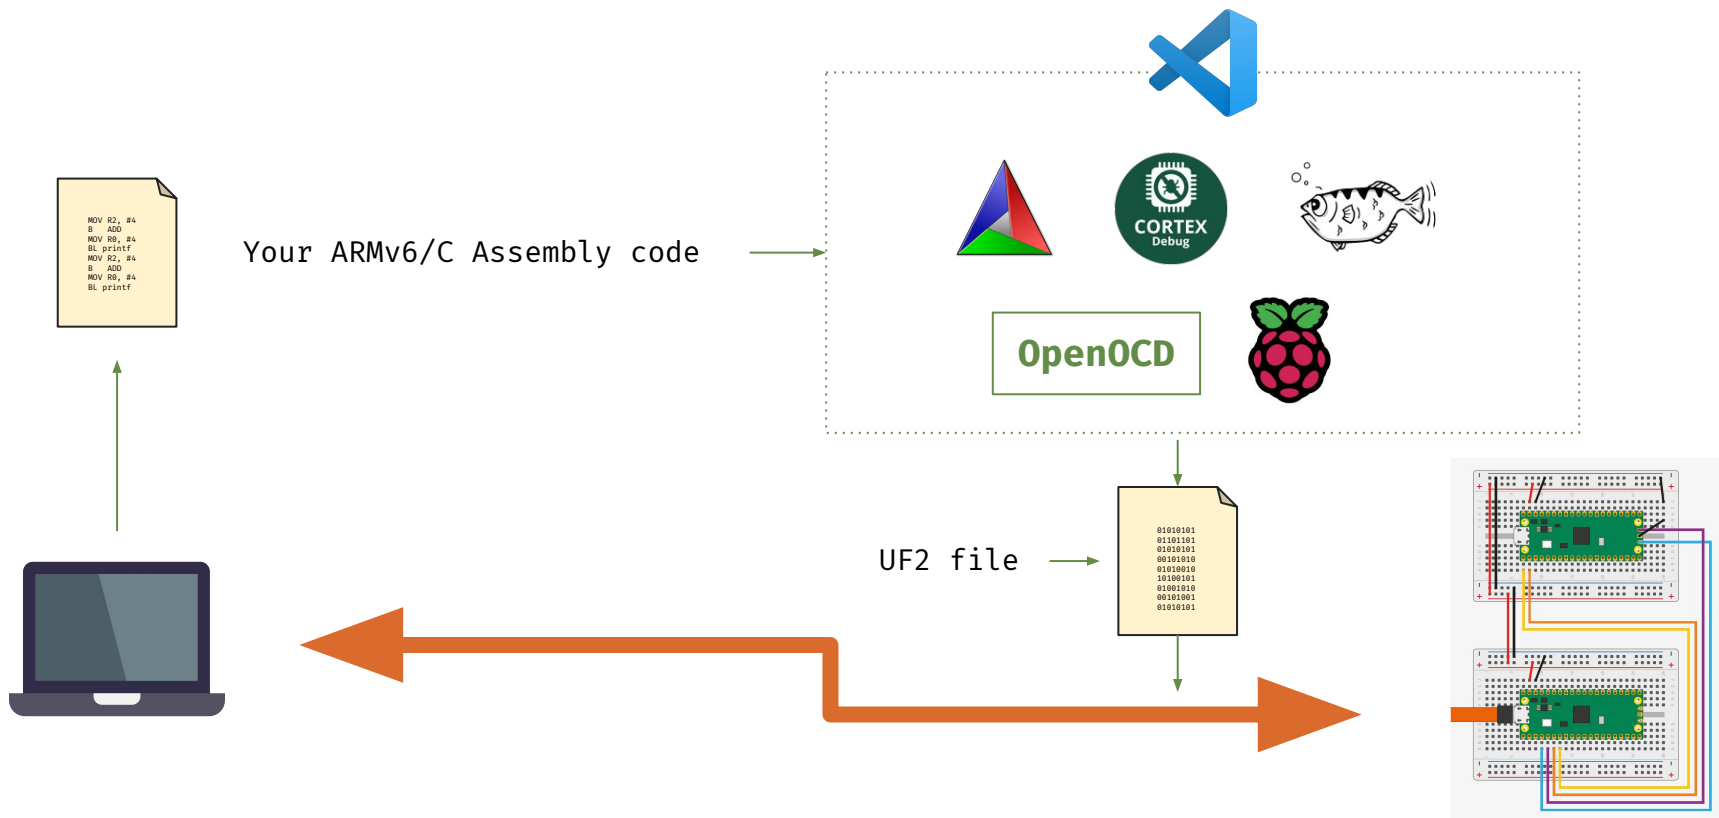 MOV R2, #4
B   ADD
MOV R0, #4
BL printf
MOV R2, #4
B   ADD
MOV R0, #4
BL printf
Your ARMv6/C Assembly code
CORTEX
Debug
OpenOCD
UF2 file
01010101
01101101
01010101
00101010
01010010
10100101
01001010
00101001
01010101